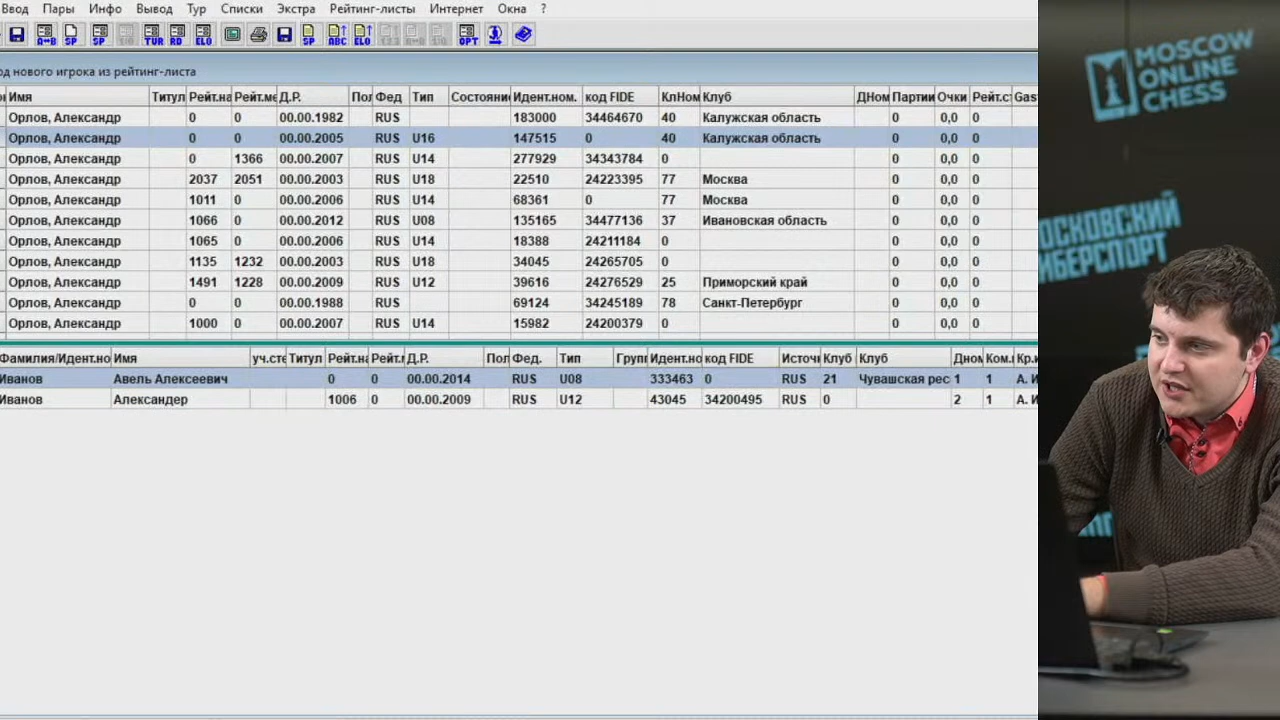 Ввод Пары Инфо Вывод Тур Списки Экстра Рейтинг-листы Интернет Окна ?
A↔B SP SP TUR RD ELO SP ABC ELO OPT
од нового игрока из рейтинг-листа
Имя Титул Рейт.на Рейт.ме Д.Р. Пол Фед Тип Состояни Идент.ном. код FIDE КлНом Клуб ДНом Партии Очки Рейт.с Gas
Орлов, Александр 0 0 00.00.1982 RUS 183000 34464670 40 Калужская область 0 0,0 0
Орлов, Александр 0 0 00.00.2005 RUS U16 147515 0 40 Калужская область 0 0,0 0
Орлов, Александр 0 1366 00.00.2007 RUS U14 277929 34343784 0 0 0,0 0
Орлов, Александр 2037 2051 00.00.2003 RUS U18 22510 24223395 77 Москва 0 0,0 0
Орлов, Александр 1011 0 00.00.2006 RUS U14 68361 0 77 Москва 0 0,0 0
Орлов, Александр 1066 0 00.00.2012 RUS U08 135165 34477136 37 Ивановская область 0 0,0 0
Орлов, Александр 1065 0 00.00.2006 RUS U14 18388 24211184 0 0 0,0 0
Орлов, Александр 1135 1232 00.00.2003 RUS U18 34045 24265705 0 0 0,0 0
Орлов, Александр 1491 1228 00.00.2009 RUS U12 39616 24276529 25 Приморский край 0 0,0 0
Орлов, Александр 0 0 00.00.1988 RUS 69124 34245189 78 Санкт-Петербург 0 0,0 0
Орлов, Александр 1000 0 00.00.2007 RUS U14 15982 24200379 0 0 0,0 0
Фамилия/Идент.но Имя уч.сте Титул Рейт.на Рейт. Д.Р. Пол Фед. Тип Групп Идент.но код FIDE Источ Клуб Клуб Дном Ком. Кр.
Иванов Авель Алексеевич 0 0 00.00.2014 RUS U08 333463 0 RUS 21 Чувашская рес 1 1 А. И
Иванов Александер 1006 0 00.00.2009 RUS U12 43045 34200495 RUS 0 2 1 А. И
MOSCOW
ONLINE
CHESS
ОСКОВСКИЙ
ИБЕРСПОРТ